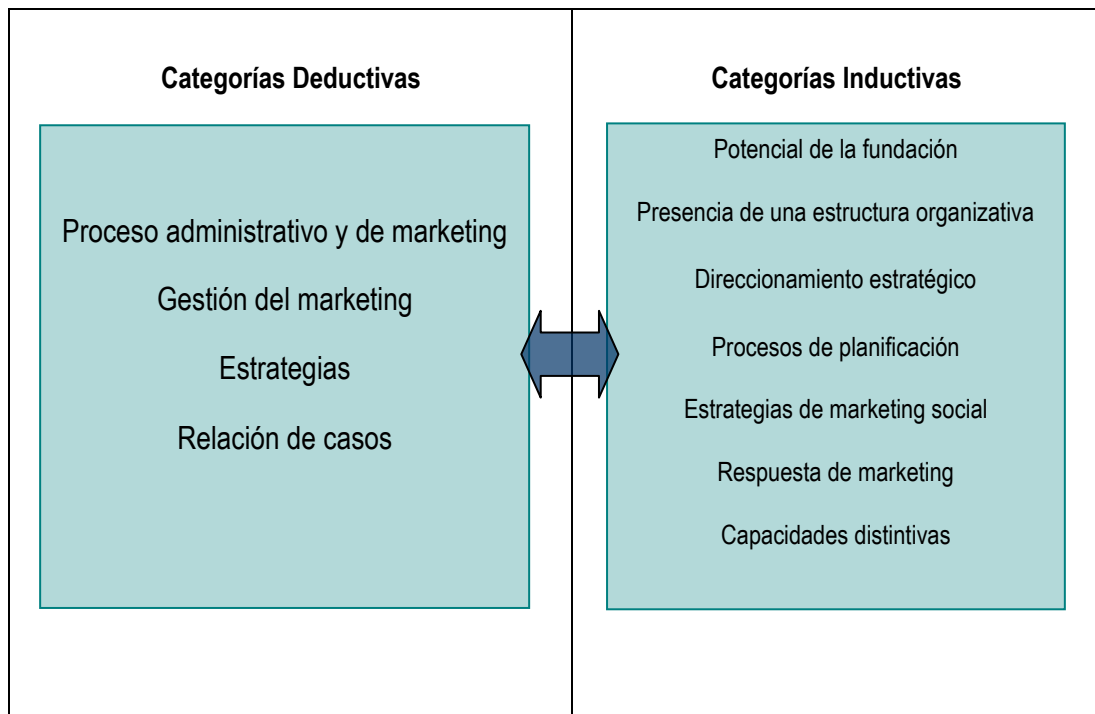 Categorías Deductivas
Proceso administrativo y de marketing
Gestión del marketing
Estrategias
Relación de casos
Categorías Inductivas
Potencial de la fundación
Presencia de una estructura organizativa
Direccionamiento estratégico
Procesos de planificación
Estrategias de marketing social
Respuesta de marketing
Capacidades distintivas